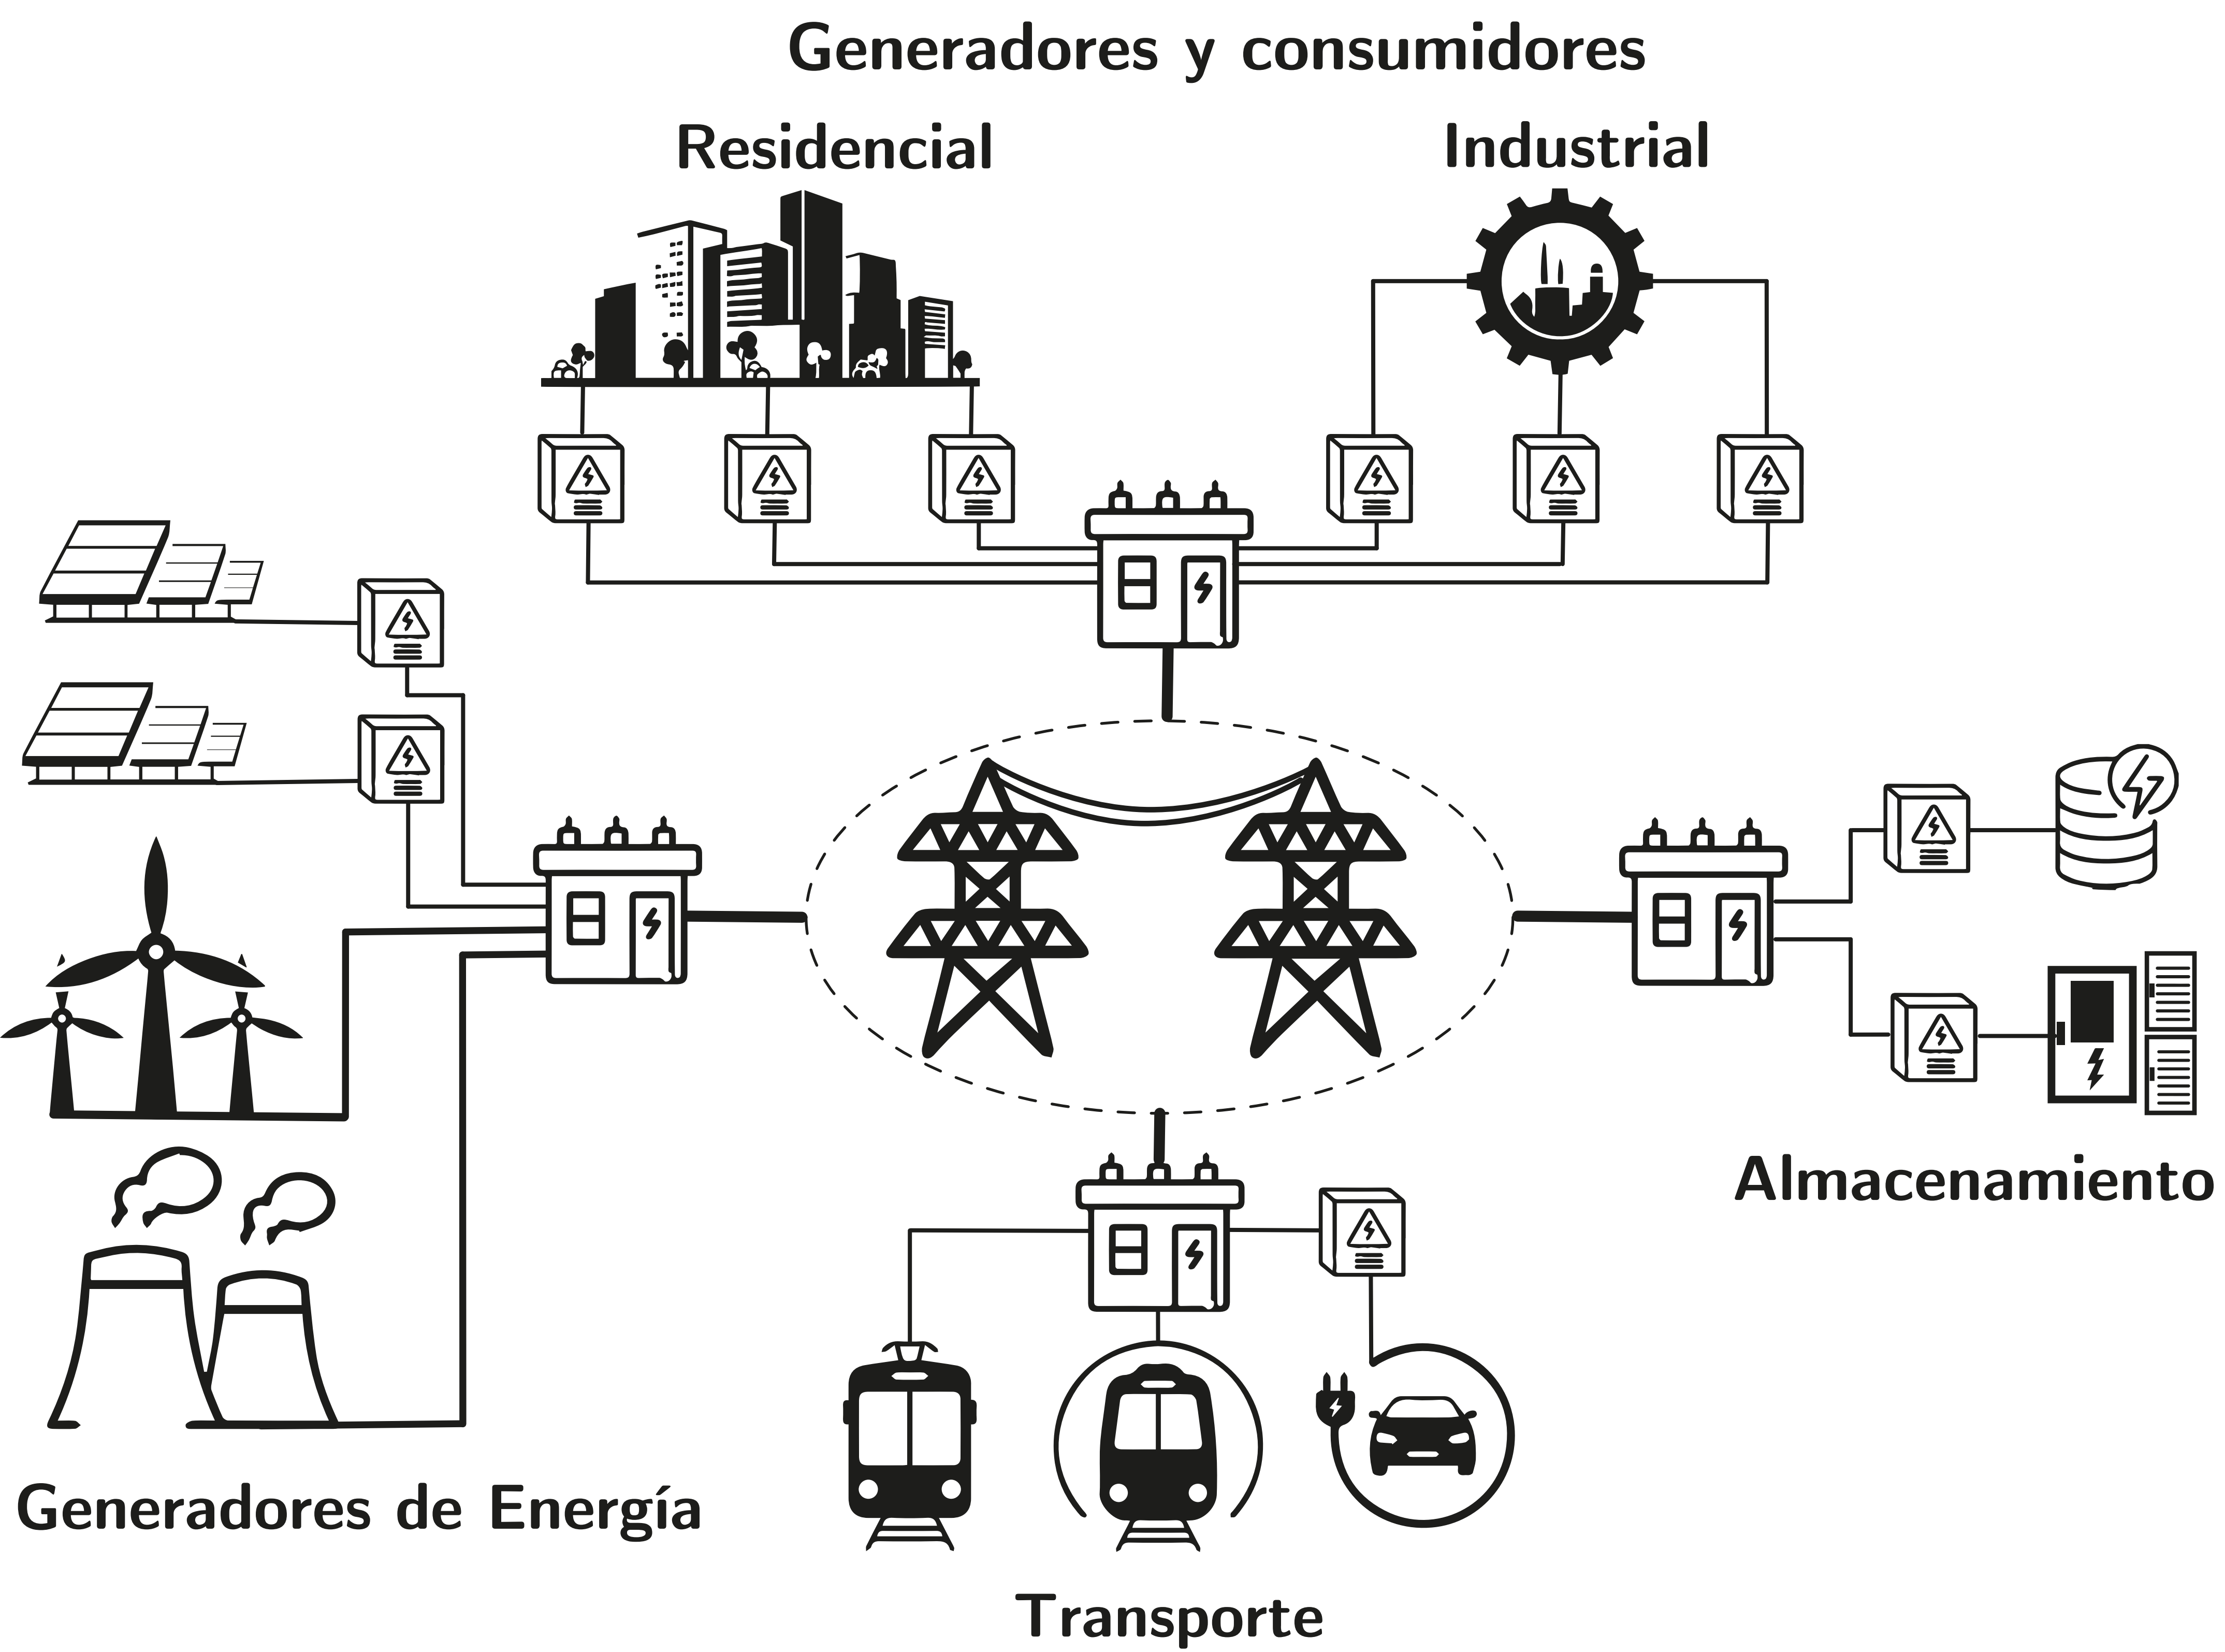 Generadores y consumidores
Residencial
Industrial
Almacenamiento
Generadores de Energía
Transporte